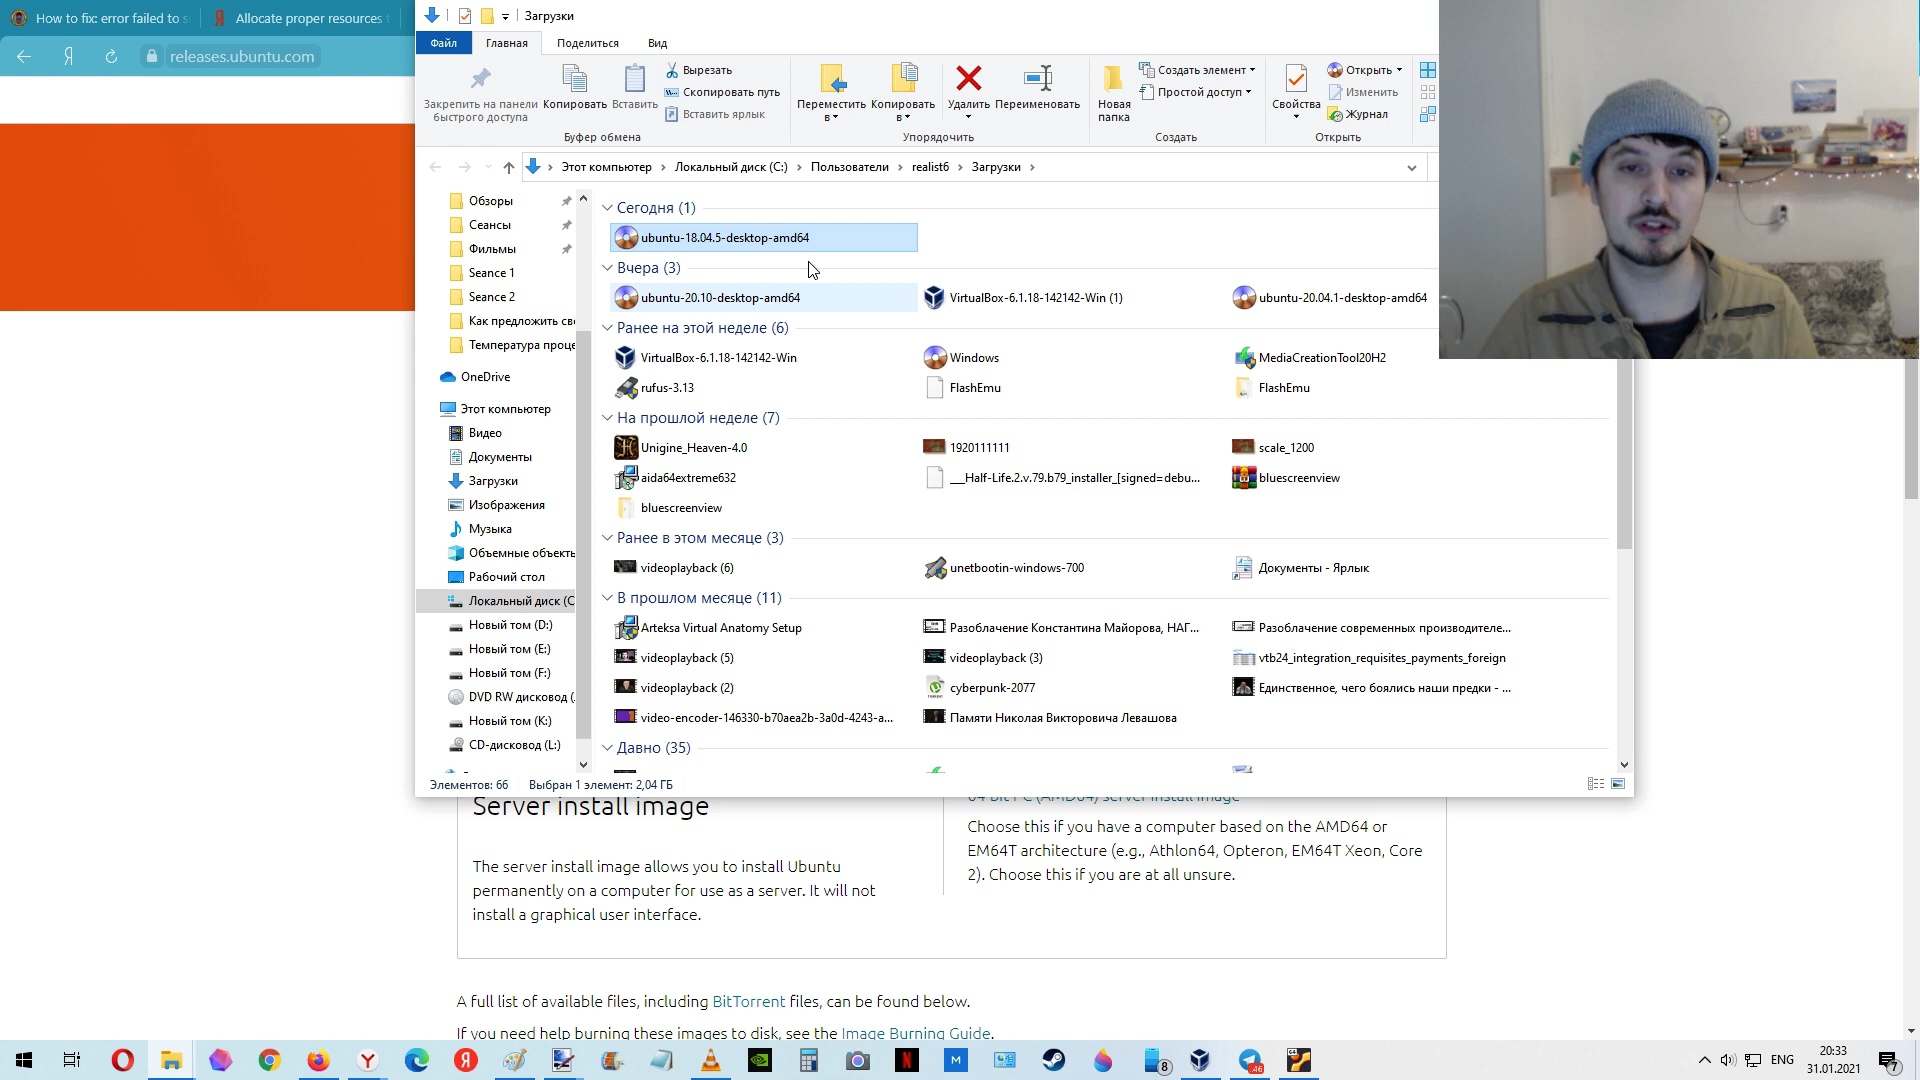 How to fix: error failed to s
Allocate proper resources
releases.ubuntu.com
Загрузки
Файл
Главная
Поделиться
Вид
Закрепить на панели быстрого доступа
Копировать
Вставить
Вырезать
Скопировать путь
Вставить ярлык
Буфер обмена
Переместить в
Копировать в
Удалить
Переименовать
Упорядочить
Новая папка
Создать элемент
Простой доступ
Создать
Свойства
Открыть
Изменить
Журнал
Открыть
Этот компьютер
Локальный диск (C:)
Пользователи
realist6
Загрузки
Обзоры
Сеансы
Фильмы
Seance 1
Seance 2
Как предложить сво
Температура проце
OneDrive
Этот компьютер
Видео
Документы
Загрузки
Изображения
Музыка
Объемные объекть
Рабочий стол
Локальный диск (C
Новый том (D:)
Новый том (E:)
Новый том (F:)
DVD RW дисковод (
Новый том (K:)
CD-дисковод (L:)
Сегодня (1)
ubuntu-18.04.5-desktop-amd64
Вчера (3)
ubuntu-20.10-desktop-amd64
VirtualBox-6.1.18-142142-Win (1)
ubuntu-20.04.1-desktop-amd64
Ранее на этой неделе (6)
VirtualBox-6.1.18-142142-Win
Windows
MediaCreationTool20H2
rufus-3.13
FlashEmu
FlashEmu
На прошлой неделе (7)
Unigine_Heaven-4.0
1920111111
scale_1200
aida64extreme632
__Half-Life.2.v.79.b79_installer_[signed=debu...
bluescreenview
bluescreenview
Ранее в этом месяце (3)
videoplayback (6)
unetbootin-windows-700
Документы - Ярлык
В прошлом месяце (11)
Arteksa Virtual Anatomy Setup
Разоблачение Константина Майорова, НАГ...
Разоблачение современных производителе...
videoplayback (5)
videoplayback (3)
vtb24_integration_requisites_payments_foreign
videoplayback (2)
cyberpunk-2077
Единственное, чего боялись наши предки - ...
video-encoder-146330-b70aea2b-3a0d-4243-a...
Памяти Николая Викторовича Левашова
Давно (35)
Элементов: 66
Выбран 1 элемент: 2,04 ГБ
Server install image
64-bit PC (AMD64) server install image
The server install image allows you to install Ubuntu
permanently on a computer for use as a server. It will not
install a graphical user interface.
Choose this if you have a computer based on the AMD64 or
EM64T architecture (e.g., Athlon64, Opteron, EM64T Xeon, Core
2). Choose this if you are at all unsure.
A full list of available files, including BitTorrent files, can be found below.
If you need help burning these images to disk, see the Image Burning Guide.
ENG
20:33
31.01.2021